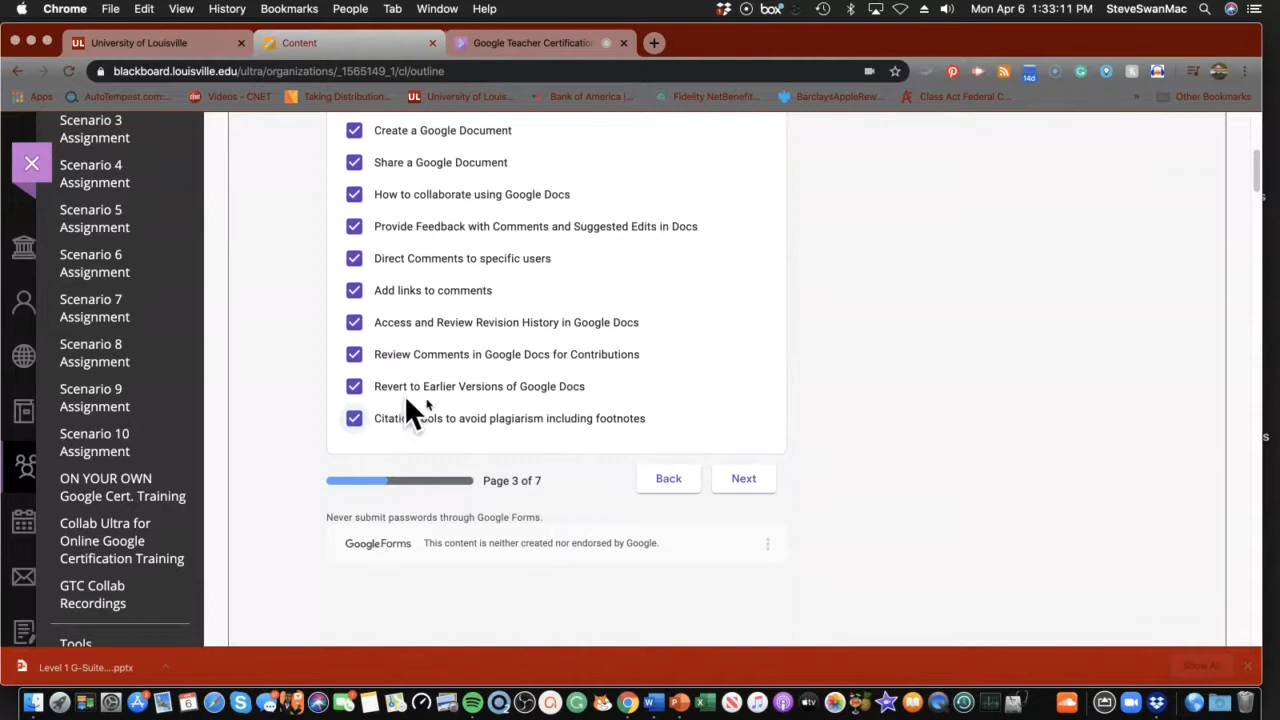 Chrome File Edit View History Bookmarks People Tab Window Help box Mon Apr 6 1:33:11 PM SteveSwanMac
UL University of Louisville Content Google Teacher Certification
blackboard.louisville.edu/ultra/organizations/_1565149_1/cl/outline 14d
Apps AutoTempest.com:... Videos - CNET Taking Distribution... UL University of Louis... Bank of America |... Fidelity NetBenefit... BarclaysAppleRew... Class Act Federal C... » Other Bookmarks
Scenario 3
Assignment
Scenario 4
Assignment
Scenario 5
Assignment
Scenario 6
Assignment
Scenario 7
Assignment
Scenario 8
Assignment
Scenario 9
Assignment
Scenario 10
Assignment
ON YOUR OWN
Google Cert. Training
Collab Ultra for
Online Google
Certification Training
GTC Collab
Recordings
Tools
Create a Google Document
Share a Google Document
How to collaborate using Google Docs
Provide Feedback with Comments and Suggested Edits in Docs
Direct Comments to specific users
Add links to comments
Access and Review Revision History in Google Docs
Review Comments in Google Docs for Contributions
Revert to Earlier Versions of Google Docs
to avoid plagiarism including footnotes
Page 3 of 7 Back Next
Never submit passwords through Google Forms.
Google Forms This content is neither created nor endorsed by Google.
Level 1 G-Suite....pptx Show All